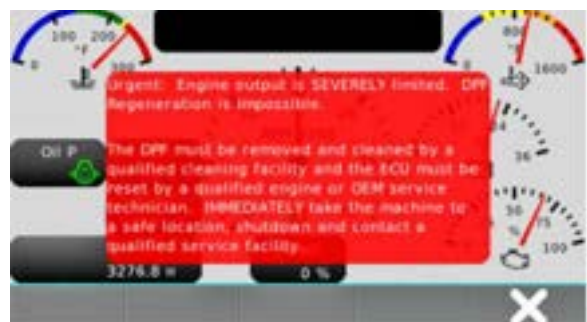 100 200
°F
0 300
800
°F
0 1600
Urgent: Engine output is SEVERELY limited. DPF
Regeneration is impossible.
The DPF must be removed and cleaned by a
qualified cleaning facility and the ECU must be
reset by a qualified engine or OEM service
technician. IMMEDIATELY take the machine to
a safe location, shutdown and contact a
qualified service facility.
Oil P
24
36
50
75
%
100
3276.8 H
0 %